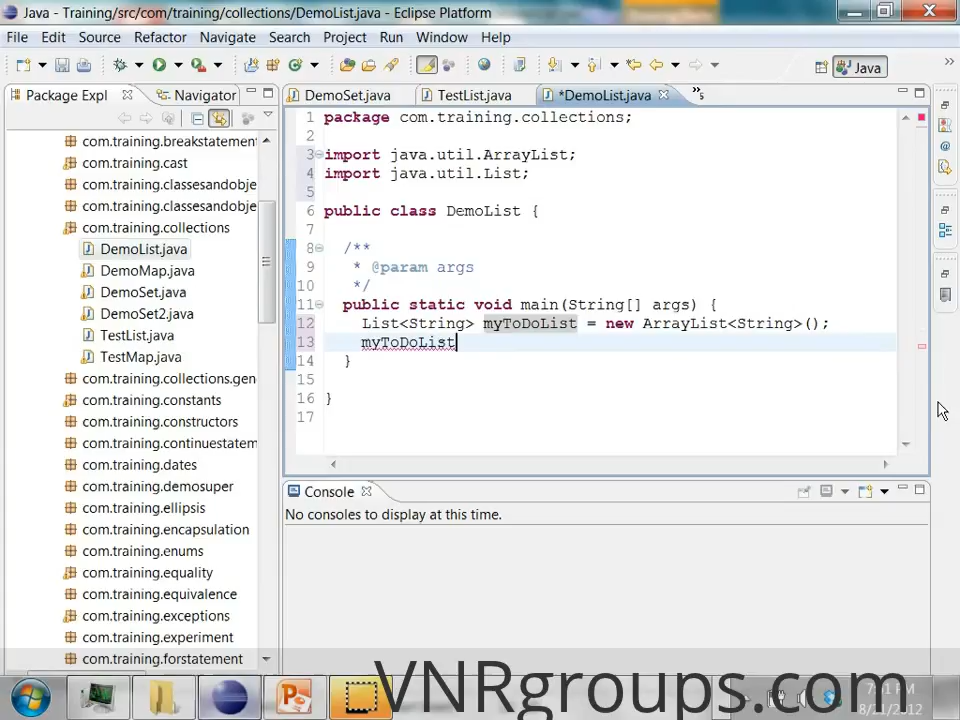 Java - Training/src/com/training/collections/DemoList.java - Eclipse Platform
File Edit Source Refactor Navigate Search Project Run Window Help
Java
Package Expl Navigator
DemoSet.java TestList.java *DemoList.java »5
com.training.breakstatement
com.training.cast
com.training.classesandobje
com.training.classesandobje
com.training.collections
DemoList.java
DemoMap.java
DemoSet.java
DemoSet2.java
TestList.java
TestMap.java
com.training.collections.gen
com.training.constants
com.training.constructors
com.training.continuestatem
com.training.dates
com.training.demosuper
com.training.ellipsis
com.training.encapsulation
com.training.enums
com.training.equality
com.training.equivalence
com.training.exceptions
com.training.experiment
com.training.forstatement
1 package com.training.collections;
2
3 import java.util.ArrayList;
4 import java.util.List;
5
6 public class DemoList {
7
8 /**
9 * @param args
10 */
11 public static void main(String[] args) {
12 List<String> myToDoList = new ArrayList<String>();
13 myToDoList
14 }
15
16 }
17
Console
No consoles to display at this time.
VNRgroups.com
8/21/2012